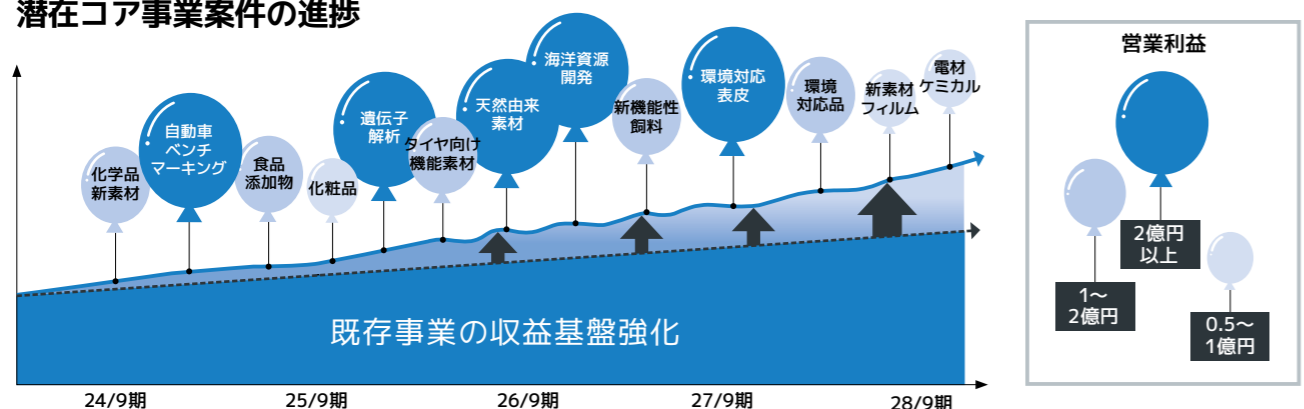 潜在コア事業案件の進捗
化学品
新素材
自動車
ベンチ
マーキング
食品
添加物
化粧品
遺伝子
解析
タイヤ向け
機能素材
天然由来
素材
海洋資源
開発
新機能性
飼料
環境対応
表皮
環境
対応品
新素材
フィルム
電材
ケミカル
既存事業の収益基盤強化
24/9期
25/9期
26/9期
27/9期
28/9期
営業利益
2億円
以上
1～
2億円
0.5～
1億円